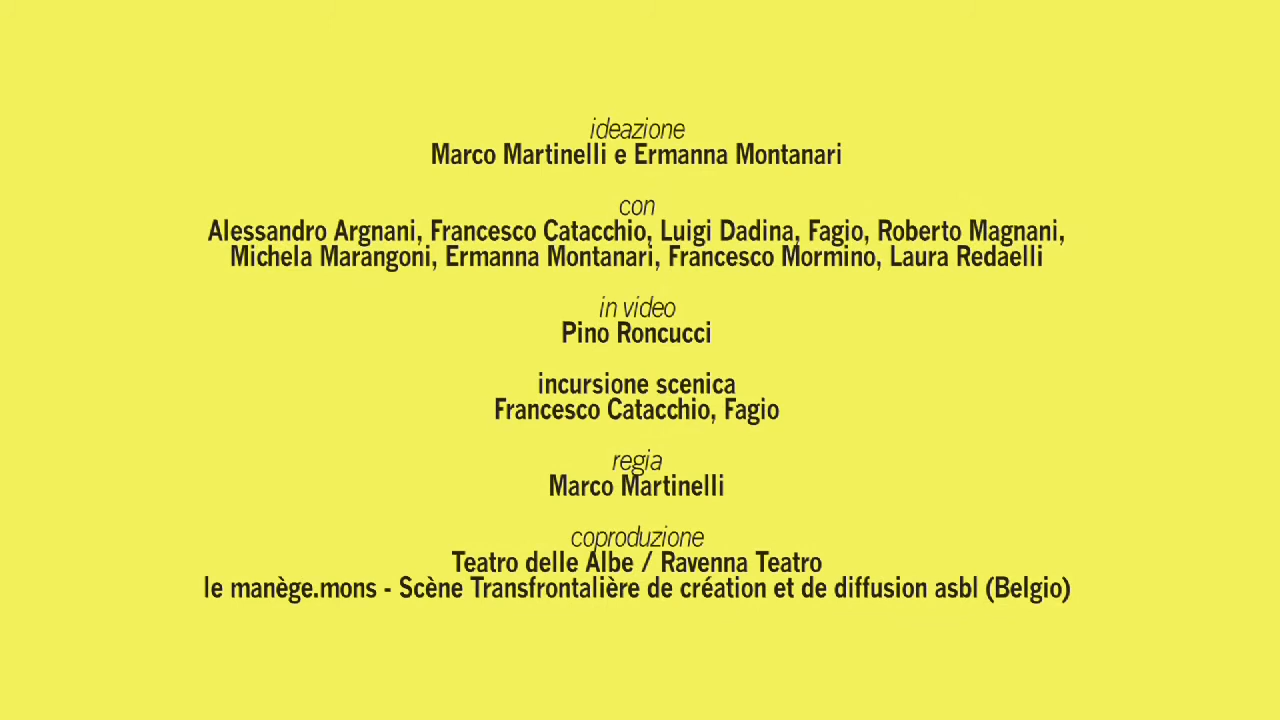 ideazione
Marco Martinelli e Ermanna Montanari
con
Alessandro Argnani, Francesco Catacchio, Luigi Dadina, Fagio, Roberto Magnani,
Michela Marangoni, Ermanna Montanari, Francesco Mormino, Laura Redaelli
in video
Pino Roncucci
incursione scenica
Francesco Catacchio, Fagio
regia
Marco Martinelli
coproduzione
Teatro delle Albe / Ravenna Teatro
le manège.mons - Scène Transfrontalière de création et de diffusion asbl (Belgio)